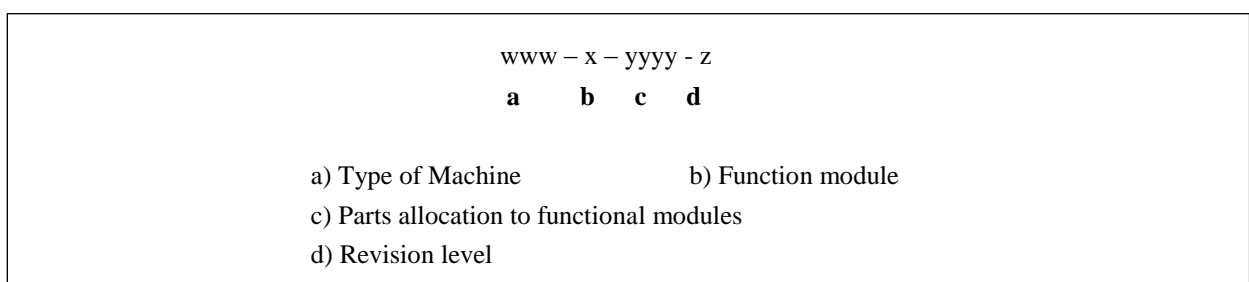 www – x – yyyy - z
a b c d
a) Type of Machine b) Function module
c) Parts allocation to functional modules
d) Revision level